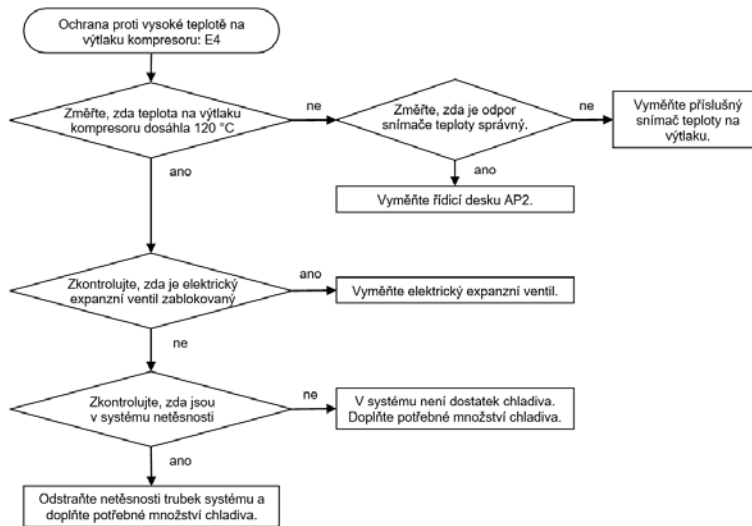 Ochrana proti vysoké teplotě na
výtlaku kompresoru: E4
Změřte, zda teplota na výtlaku
kompresoru dosáhla 120 °C
ne
Změřte, zda je odpor
snímače teploty správný.
ne
Vyměňte příslušný
snímač teploty na
výtlaku.
ano
ano
Vyměňte řídicí desku AP2.
Zkontrolujte, zda je elektrický
expanzní ventil zablokovaný
ano
Vyměňte elektrický expanzní ventil.
ne
Zkontrolujte, zda jsou
v systému netěsnosti
ne
V systému není dostatek chladiva.
Doplňte potřebné množství chladiva.
ano
Odstraňte netěsnosti trubek systému a
doplňte potřebné množství chladiva.